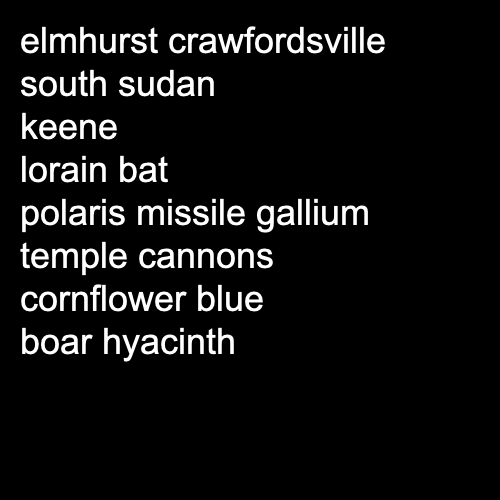 elmhurst crawfordsville
south sudan
keene
lorain bat
polaris missile gallium
temple cannons
cornflower blue
boar hyacinth